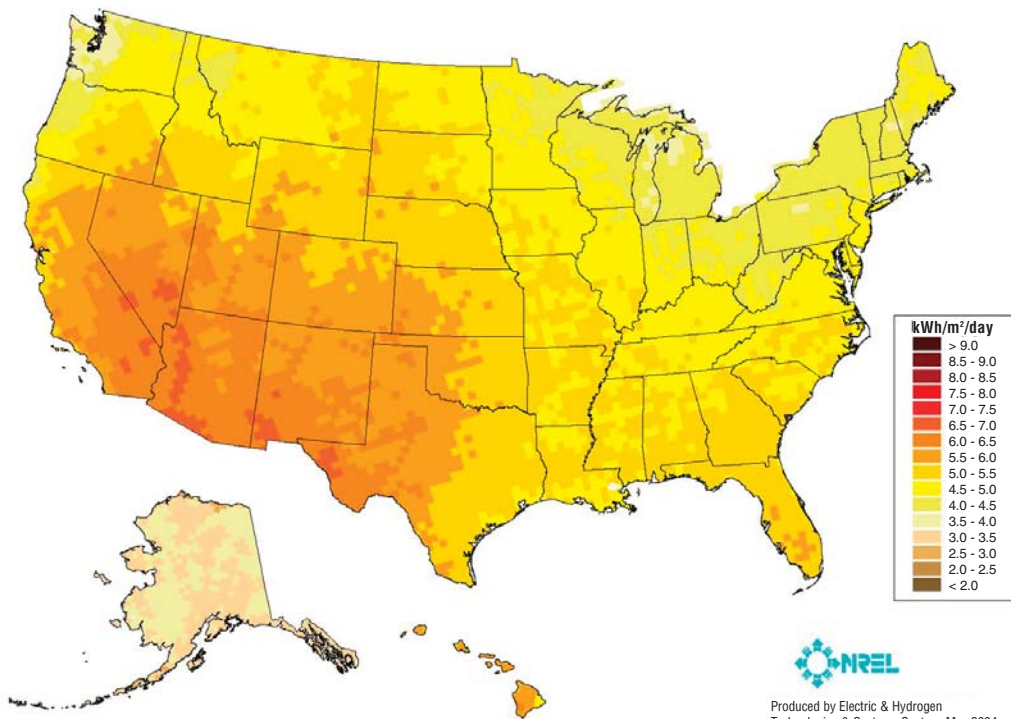 kWh/m²/day
> 9.0
8.5 - 9.0
8.0 - 8.5
7.5 - 8.0
7.0 - 7.5
6.5 - 7.0
6.0 - 6.5
5.5 - 6.0
5.0 - 5.5
4.5 - 5.0
4.0 - 4.5
3.5 - 4.0
3.0 - 3.5
2.5 - 3.0
2.0 - 2.5
< 2.0
NREL
Produced by Electric & Hydrogen